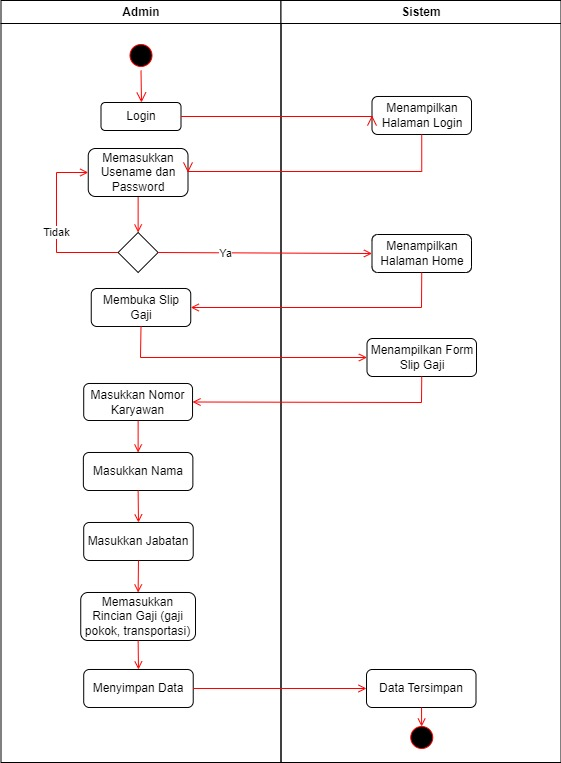 Admin
Sistem
Login
Menampilkan
Halaman Login
Memasukkan
Usename dan
Password
Tidak
Ya
Menampilkan
Halaman Home
Membuka Slip
Gaji
Menampilkan Form
Slip Gaji
Masukkan Nomor
Karyawan
Masukkan Nama
Masukkan Jabatan
Memasukkan
Rincian Gaji (gaji
pokok, transportasi)
Menyimpan Data
Data Tersimpan